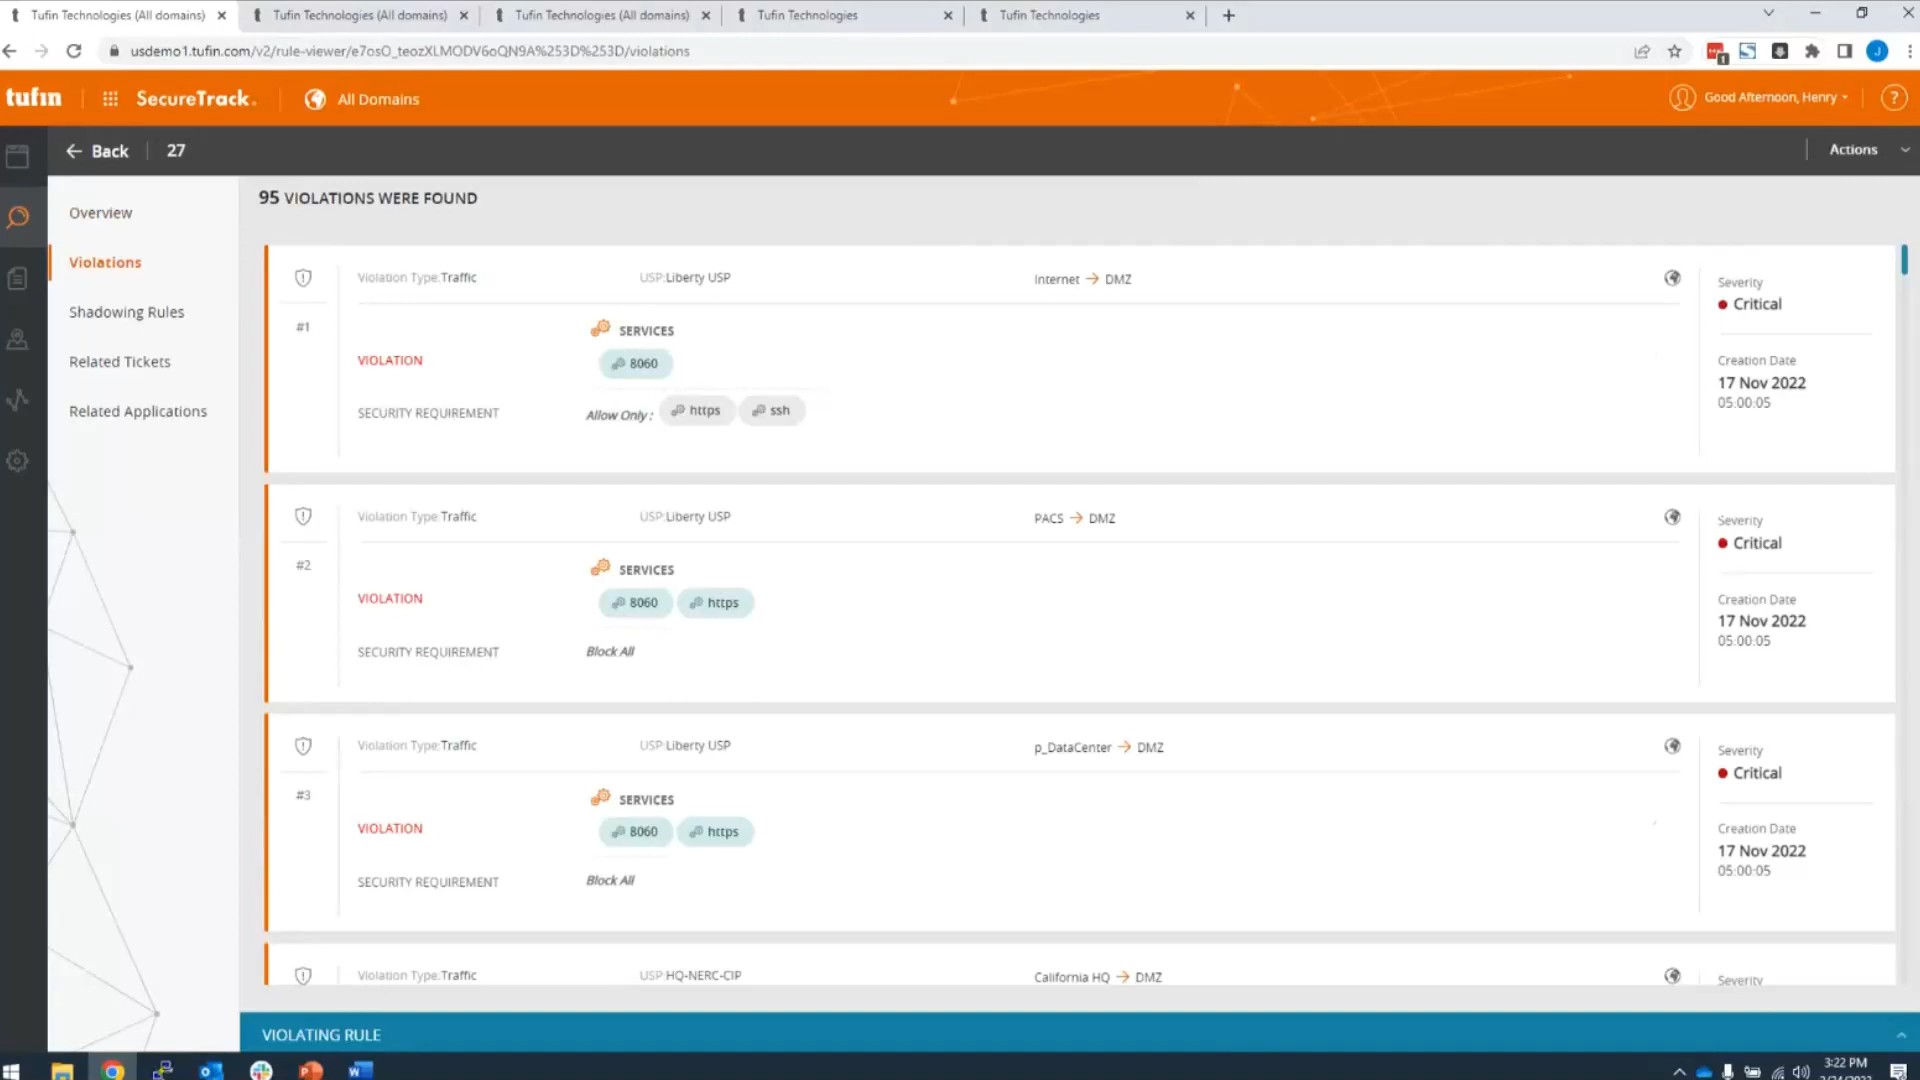 Tufin Technologies (All domains)
Tufin Technologies (All domains)
Tufin Technologies (All domains)
Tufin Technologies
Tufin Technologies
usdemo1.tufin.com/v2/rule-viewer/e7osO_teozXLMODV6oQN9A%253D%253D/violations
1
J
tufin
SecureTrack.
All Domains
Good Afternoon, Henry
?
Back
27
Actions
Overview
Violations
Shadowing Rules
Related Tickets
Related Applications
95 VIOLATIONS WERE FOUND
Violation Type:Traffic
USP:Liberty USP
Internet → DMZ
Severity
Critical
#1
SERVICES
VIOLATION
8060
Creation Date
17 Nov 2022
05:00:05
SECURITY REQUIREMENT
Allow Only : https ssh
Violation Type:Traffic
USP:Liberty USP
PACS → DMZ
Severity
Critical
#2
SERVICES
VIOLATION
8060 https
Creation Date
17 Nov 2022
05:00:05
SECURITY REQUIREMENT
Block All
Violation Type:Traffic
USP:Liberty USP
p_DataCenter → DMZ
Severity
Critical
#3
SERVICES
VIOLATION
8060 https
Creation Date
17 Nov 2022
05:00:05
SECURITY REQUIREMENT
Block All
Violation Type:Traffic
USP:HQ-NERC-CIP
California HQ → DMZ
Severity
VIOLATING RULE
3:22 PM